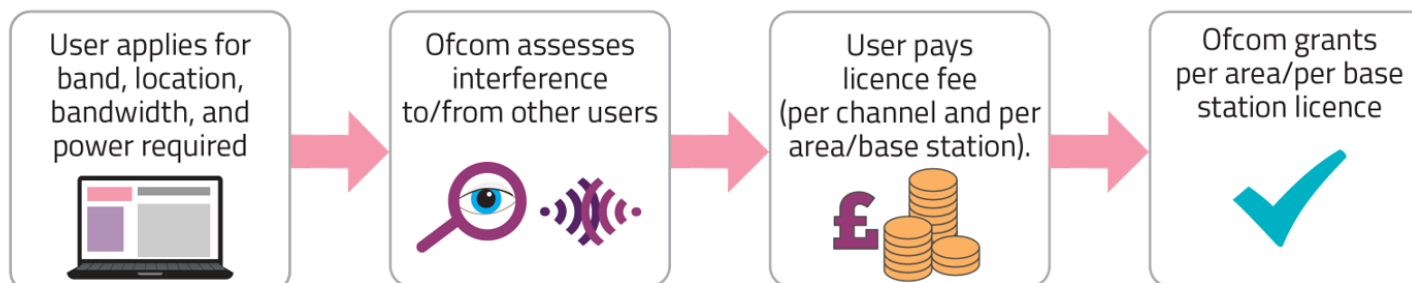 User applies for
band, location,
bandwidth, and
power required
Ofcom assesses
interference
to/from other users
User pays
licence fee
(per channel and per
area/base station).
£
Ofcom grants
per area/per base
station licence